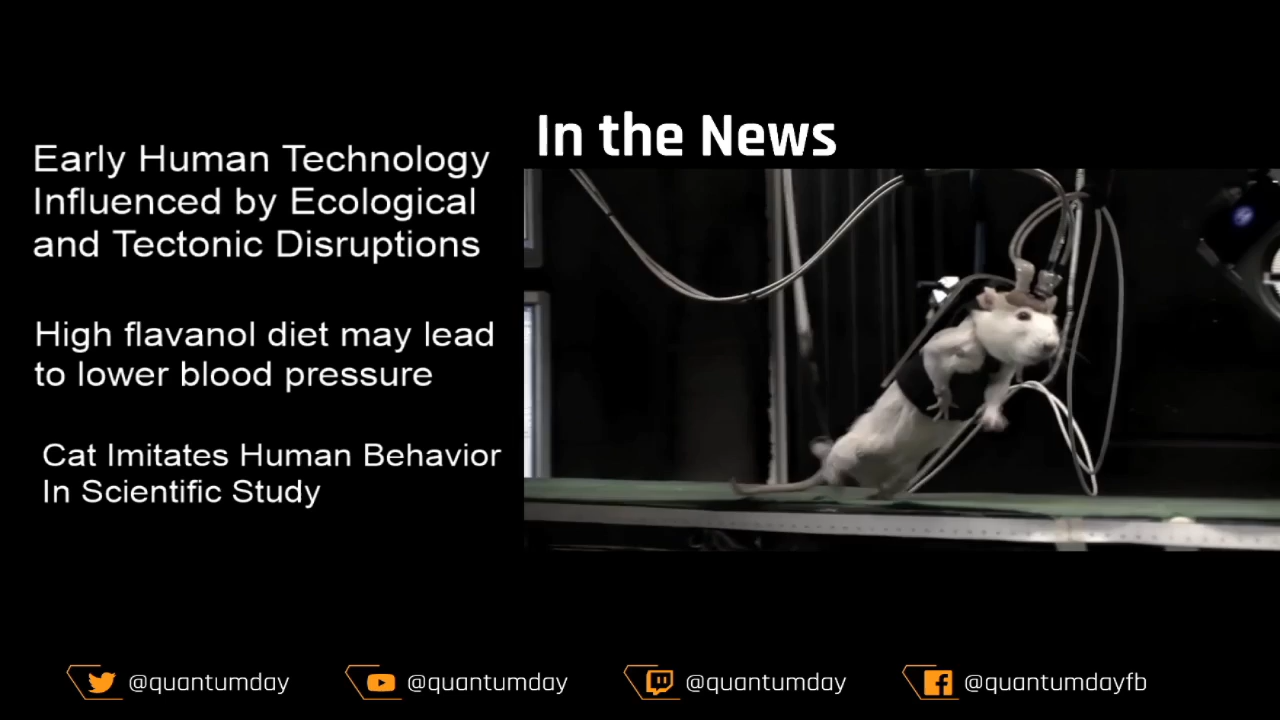 In the News
Early Human Technology
Influenced by Ecological
and Tectonic Disruptions
High flavanol diet may lead
to lower blood pressure
Cat Imitates Human Behavior
In Scientific Study
@quantumday
@quantumday
@quantumday
@quantumdayfb